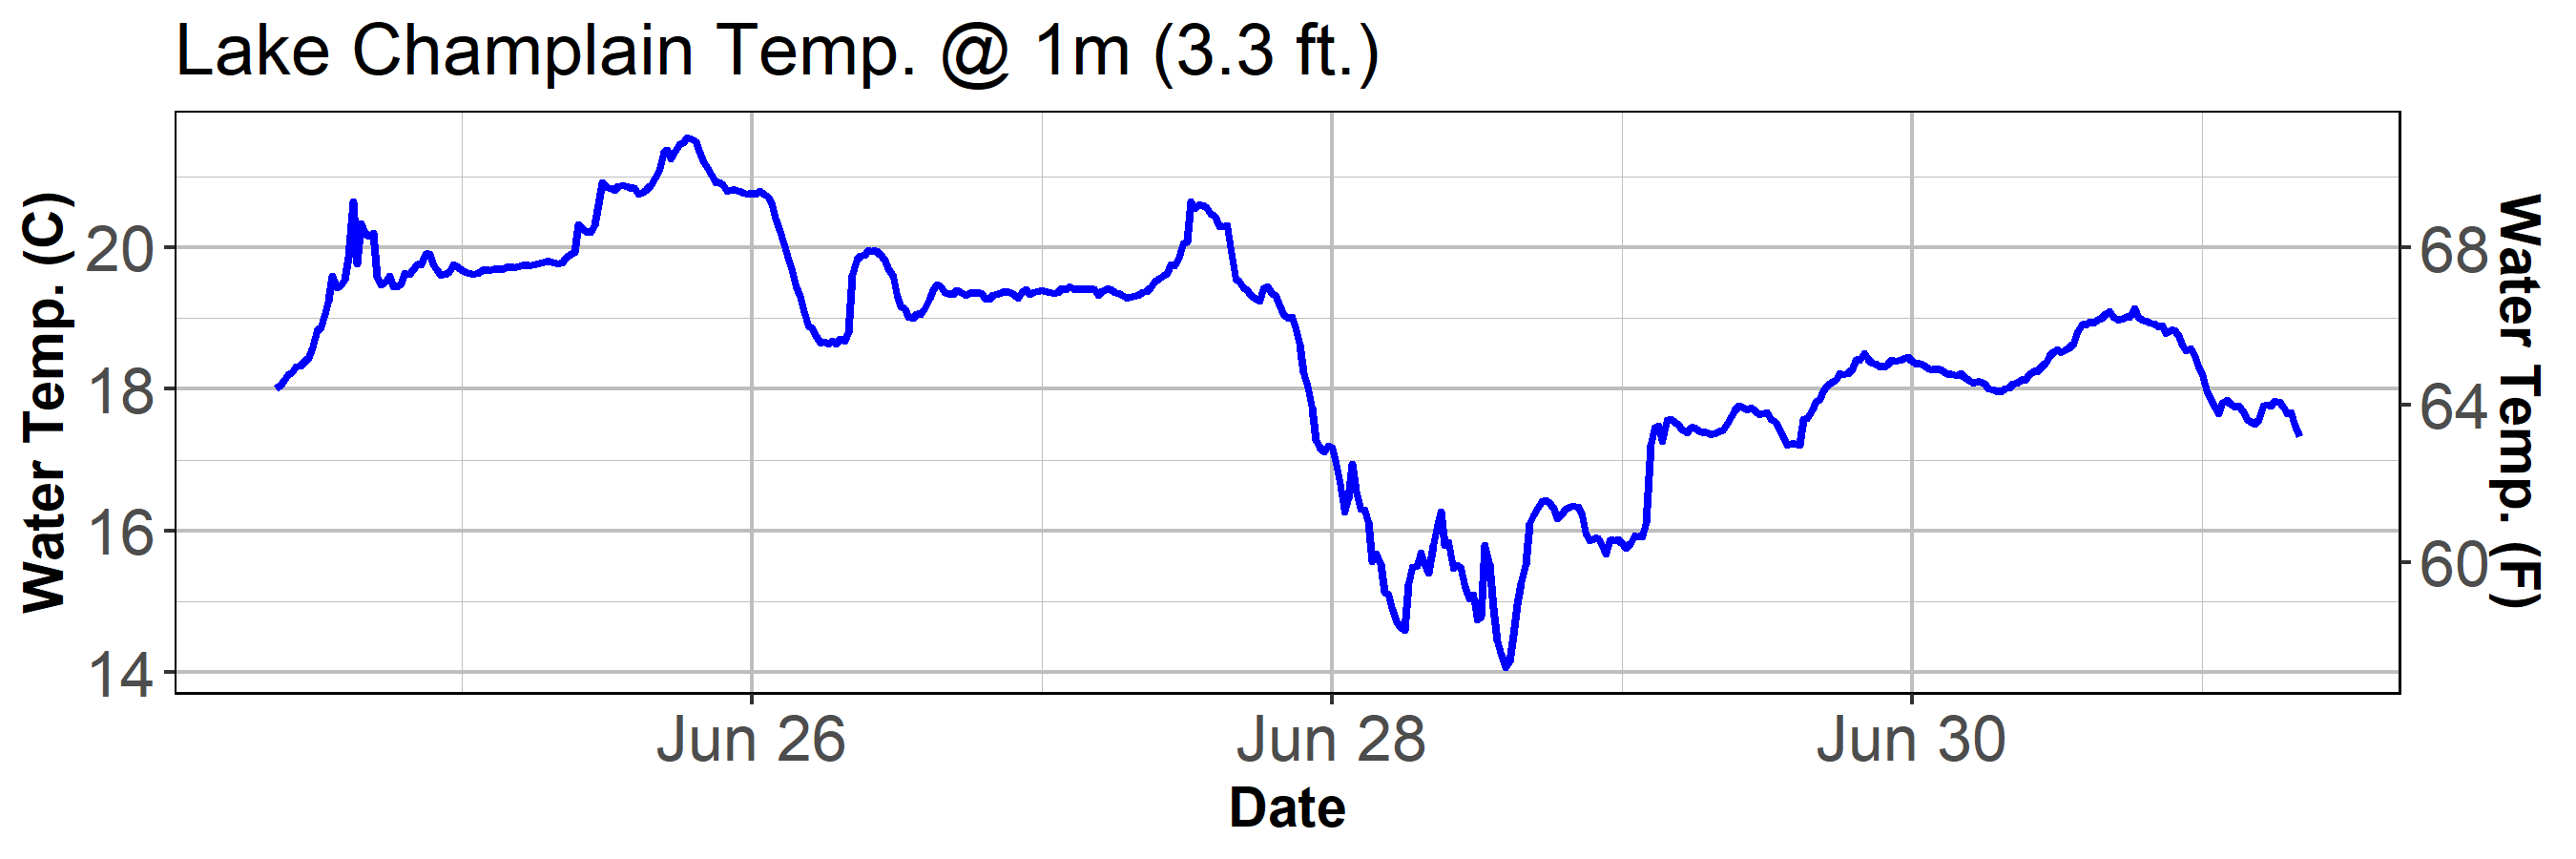 Lake Champlain Temp. @ 1m (3.3 ft.)
Water Temp. (C)
20
18
16
14
68
64
60
Water Temp. (F)
Jun 26 Jun 28 Jun 30
Date